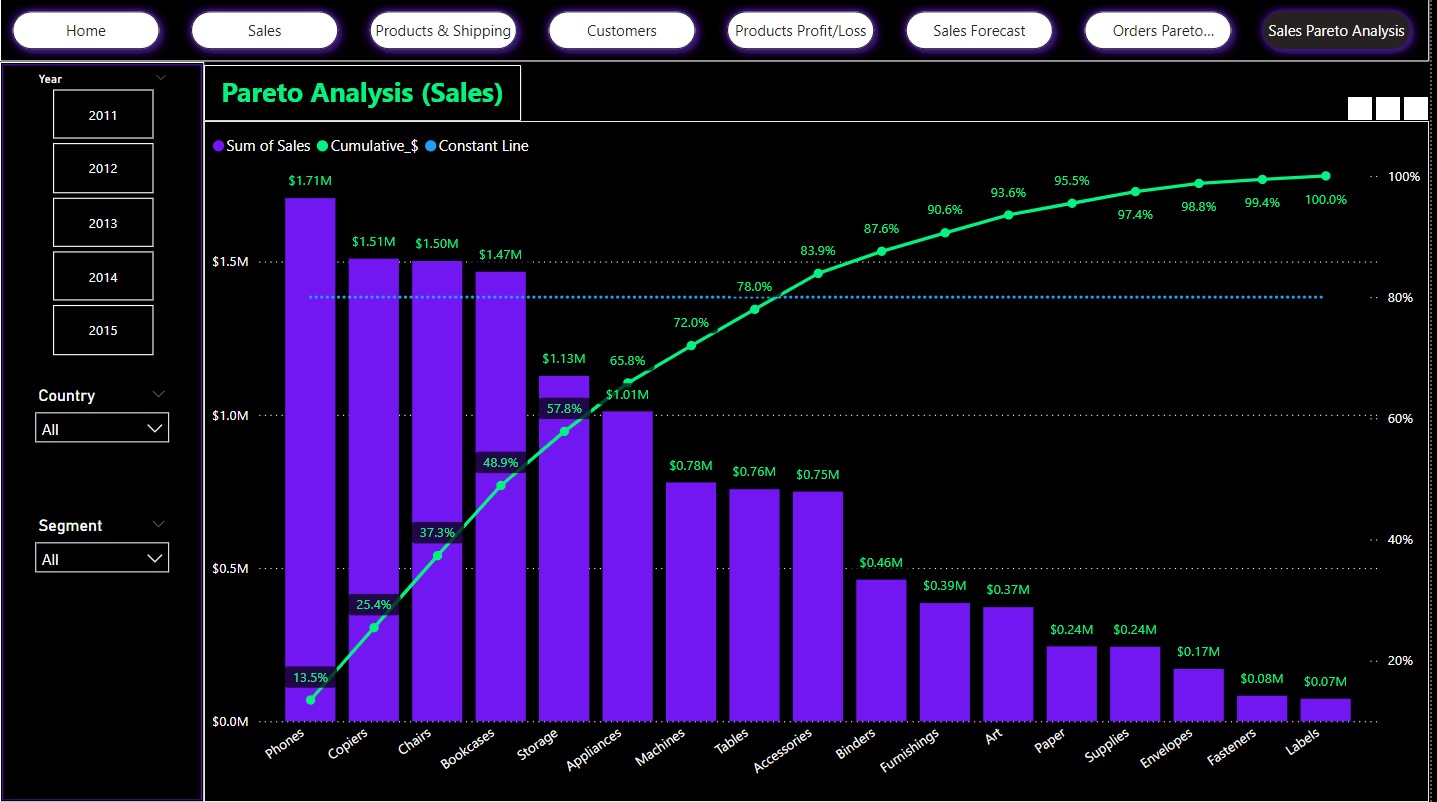 Home Sales Products & Shipping Customers Products Profit/Loss Sales Forecast Orders Pareto... Sales Pareto Analysis
Year
2011
2012
2013
2014
2015
Country
All
Segment
All
Pareto Analysis (Sales)
Sum of Sales Cumulative_$ Constant Line
$1.71M $1.51M $1.50M $1.47M $1.13M $1.01M $0.78M $0.76M $0.75M $0.46M $0.39M $0.37M $0.24M $0.24M $0.17M $0.08M $0.07M
13.5% 25.4% 37.3% 48.9% 57.8% 65.8% 72.0% 78.0% 83.9% 87.6% 90.6% 93.6% 95.5% 97.4% 98.8% 99.4% 100.0%
$1.5M
$1.0M
$0.5M
$0.0M
100%
80%
60%
40%
20%
Phones Copiers Chairs Bookcases Storage Appliances Machines Tables Accessories Binders Furnishings Art Paper Supplies Envelopes Fasteners Labels